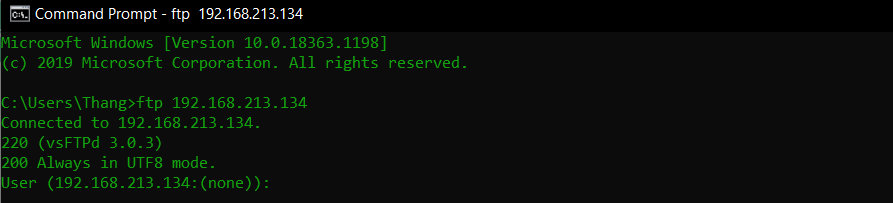 Command Prompt - ftp  192.168.213.134
Microsoft Windows [Version 10.0.18363.1198]
(c) 2019 Microsoft Corporation. All rights reserved.
C:\Users\Thang>ftp 192.168.213.134
Connected to 192.168.213.134.
220 (vsFTPd 3.0.3)
200 Always in UTF8 mode.
User (192.168.213.134:(none)):